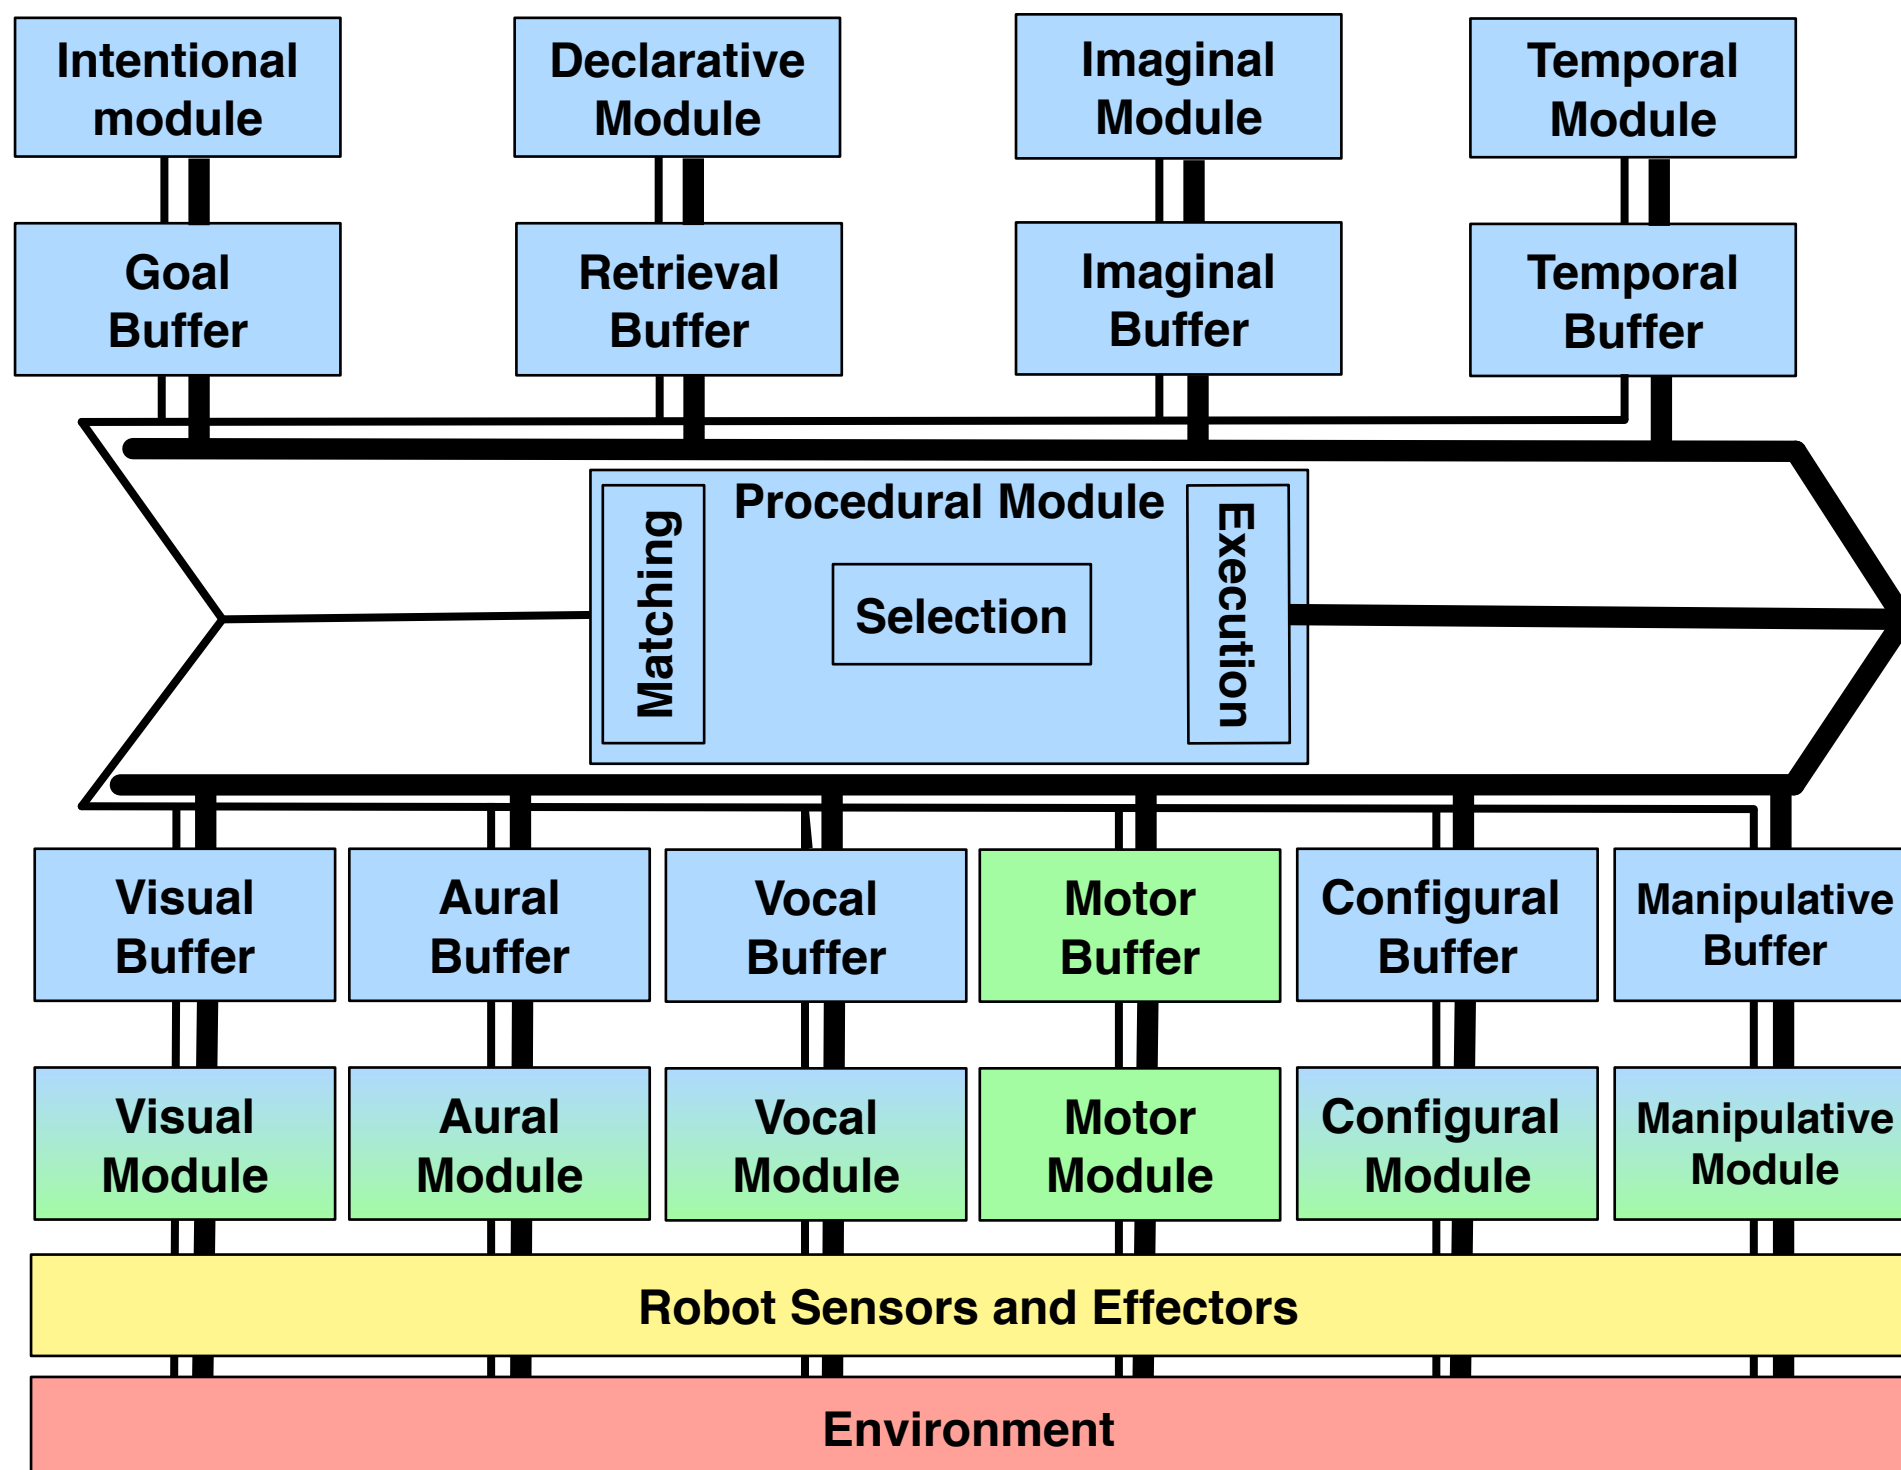 Intentional
module
Declarative
Module
Imaginal
Module
Temporal
Module
Goal
Buffer
Retrieval
Buffer
Imaginal
Buffer
Temporal
Buffer
Procedural Module
Matching
Selection
Execution
Visual
Buffer
Aural
Buffer
Vocal
Buffer
Motor
Buffer
Configural
Buffer
Manipulative
Buffer
Visual
Module
Aural
Module
Vocal
Module
Motor
Module
Configural
Module
Manipulative
Module
Robot Sensors and Effectors
Environment